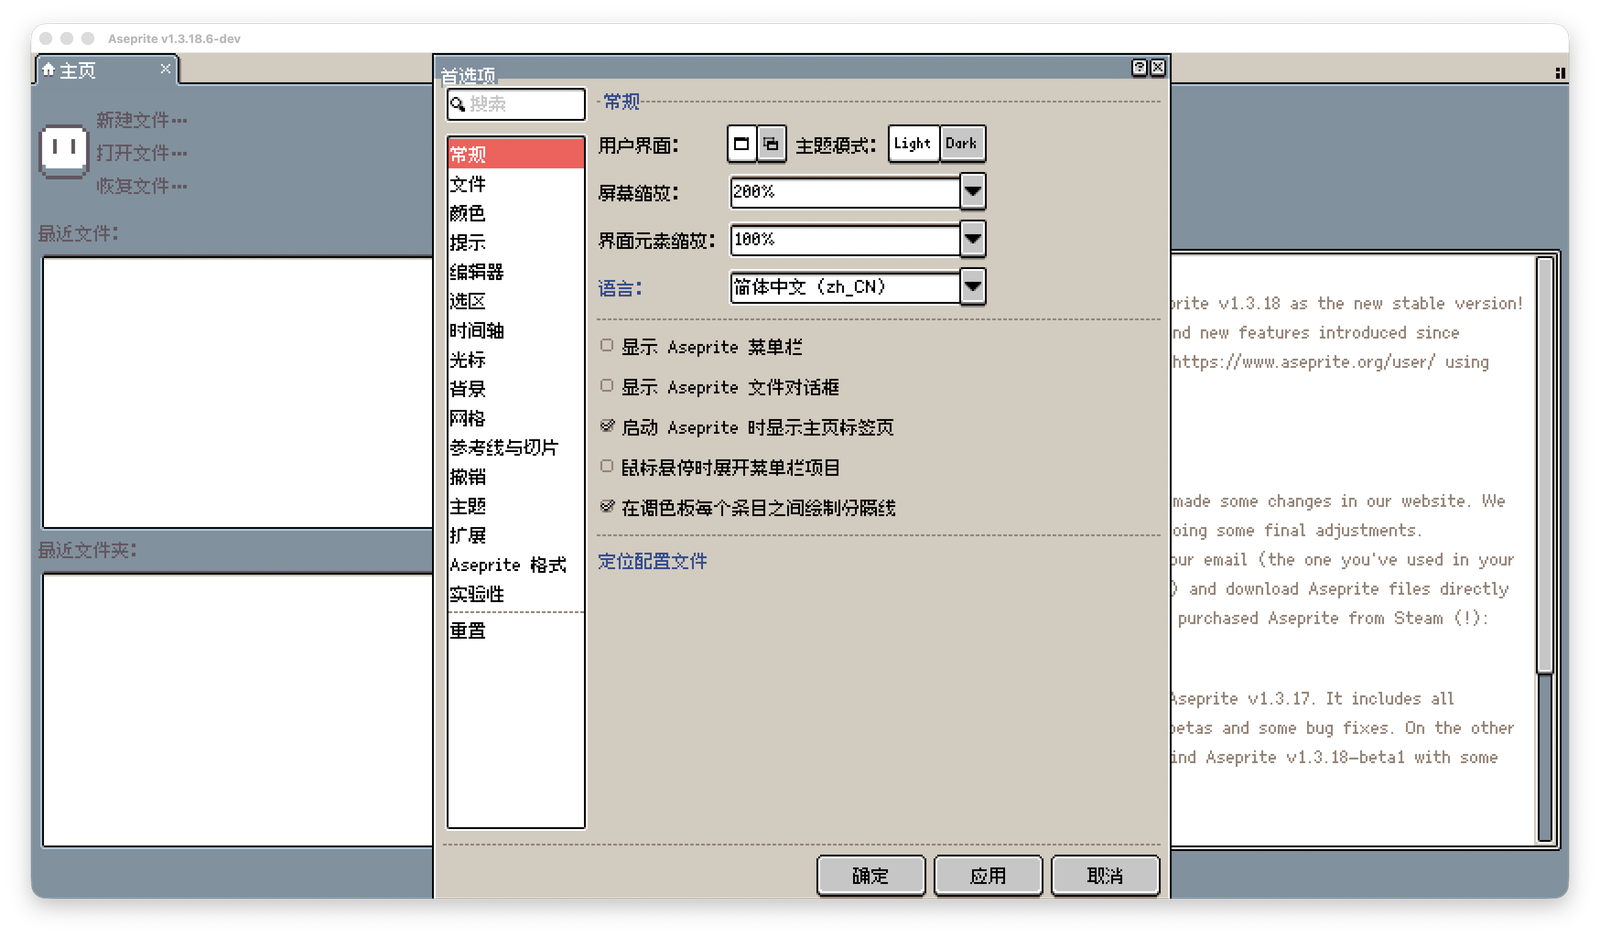 Aseprite v1.3.18.6-dev
主页
新建文件…
打开文件…
恢复文件…
最近文件：
最近文件夹：
首选项
搜索
常规
文件
颜色
提示
编辑器
选区
时间轴
光标
背景
网格
参考线与切片
撤销
主题
扩展
Aseprite 格式
实验性
重置
常规
用户界面：
主题模式： Light Dark
屏幕缩放： 200%
界面元素缩放： 100%
语言： 简体中文 (zh_CN)
显示 Aseprite 菜单栏
显示 Aseprite 文件对话框
启动 Aseprite 时显示主页标签页
鼠标悬停时展开菜单栏项目
在调色板每个条目之间绘制分隔线
定位配置文件
确定 应用 取消
v1.3.18 as the new stable version!
new features introduced since
https://www.aseprite.org/user/ using
made some changes in our website. We
some final adjustments.
email (the one you've used in your
) and download Aseprite files directly
purchased Aseprite from Steam (!):
Aseprite v1.3.17. It includes all
and some bug fixes. On the other
Aseprite v1.3.18-beta1 with some